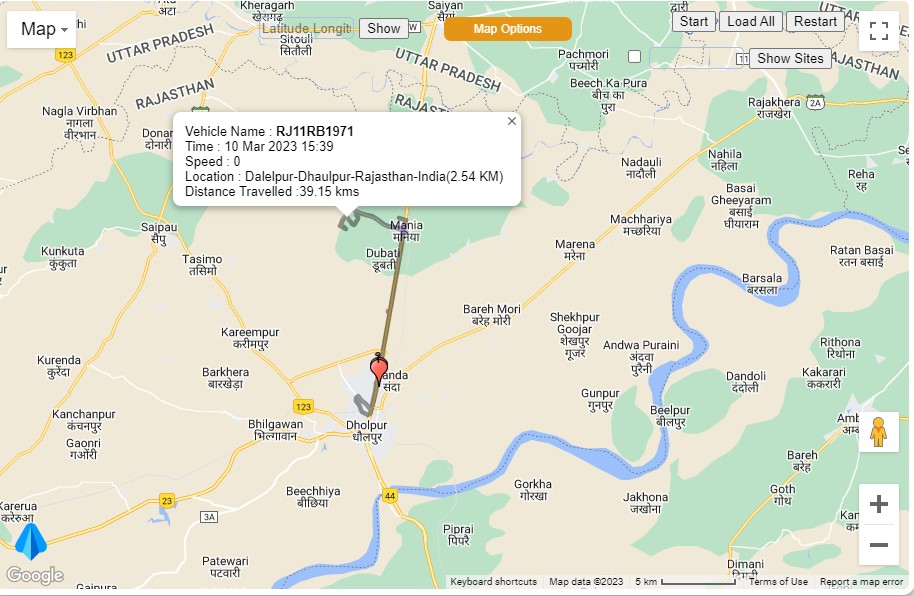 Kheragarh
खेरागढ़
Saiyan
Map
अटा
Latitude,Longit
Show
Map Options
Start
Load All
Restart
UTTAR PRADESH
Sitouli
सितौली
123
UTTAR PRADESH
Pachmori
पचमोरी
11
Show Sites
RAJASTHAN
RAJASTHAN
Beech Ka Pura
बीच का
पुरा
Nagla Virbhan
नागला
वीरभान
Rajakhera
राजखेरा
2A
Vehicle Name : RJ11RB1971
Time : 10 Mar 2023 15:39
Speed : 0
Location : Dalelpur-Dhaulpur-Rajasthan-India(2.54 KM)
Distance Travelled :39.15 kms
Nadauli
नादौली
Nahila
नहिला
Reha
रह
Basai
Gheeyaram
बसाई
घीयाराम
Saipau
सैंपु
Mania
मनिया
Machhariya
मच्छरिया
Kunkuta
कुंकुता
Tasimo
तसिमो
Dubati
डूबती
Marena
मरेना
Ratan Basai
रतन बसाई
Barsala
बरसला
Bareh Mori
बरेह मोरी
Shekhpur
Goojar
शेखपुर
गूजर
Kareempur
करीमपुर
Andwa Puraini
अंदवा
पुरैनी
Rithona
रिथोना
Kurenda
कुरेंदा
Barkhera
बारखेड़ा
संदा
Dandoli
दंदोली
Kakarari
ककरारी
Gunpur
गुनपुर
123
Beelpur
बीलपुर
Kanchanpur
कंचनपुर
Bhilgawan
भिल्गावान
Dholpur
धौलपुर
Gaonri
गओंरी
Bareh
बरेह
44
23
3A
Beechhiya
बीछिया
Gorkha
गोरखा
Jakhona
जखोना
Goth
गोथ
Karerua
करेरुआ
Piprai
पिपरै
Patewari
पटवारी
Dimani
Google
Keyboard shortcuts
Map data ©2023
5 km
Terms of Use
Report a map error